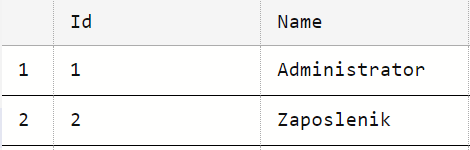 Id Name
1 1 Administrator
2 2 Zaposlenik